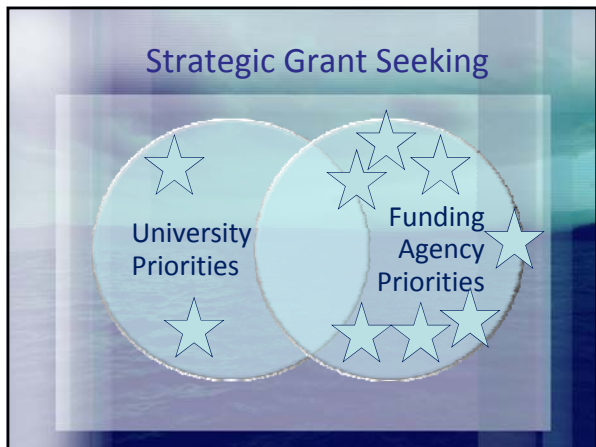 Strategic Grant Seeking
University
Priorities
Funding
Agency
Priorities